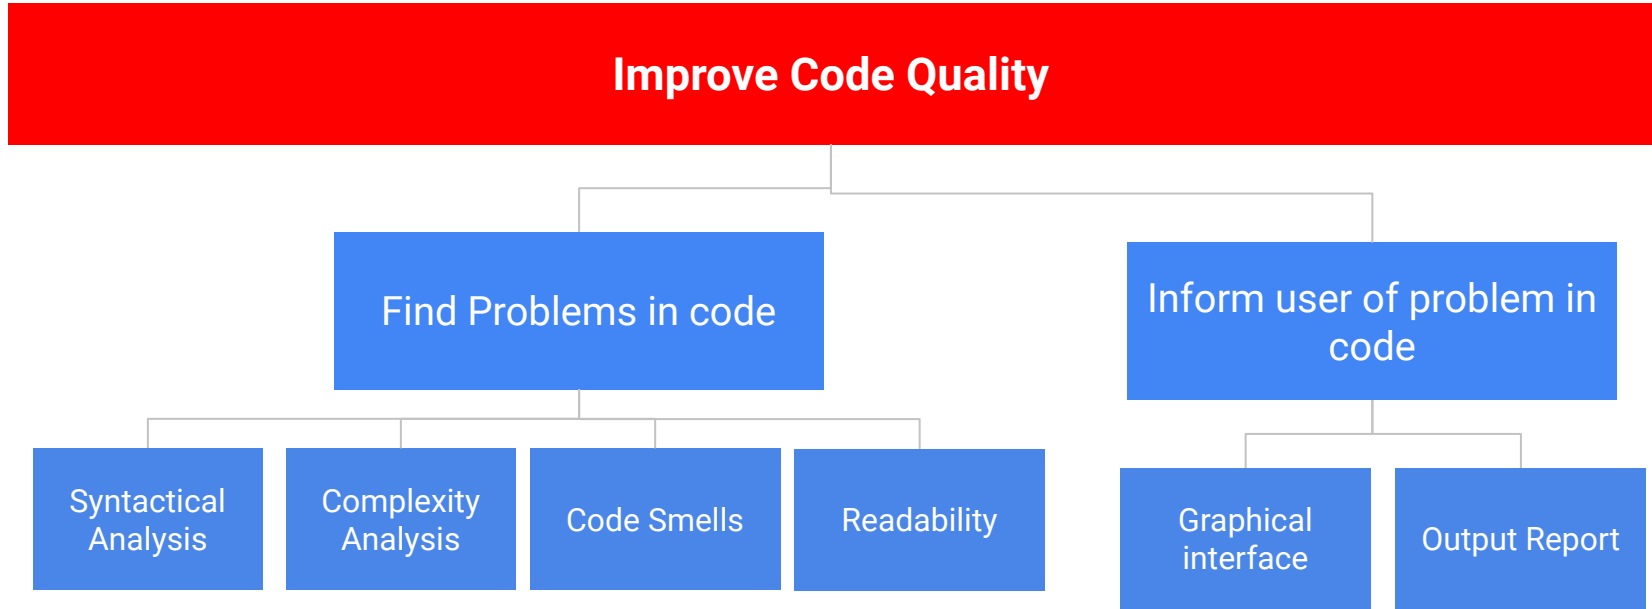 Improve Code Quality
Find Problems in code
Inform user of problem in
code
Syntactical
Analysis
Complexity
Analysis
Code Smells
Readability
Graphical
interface
Output Report